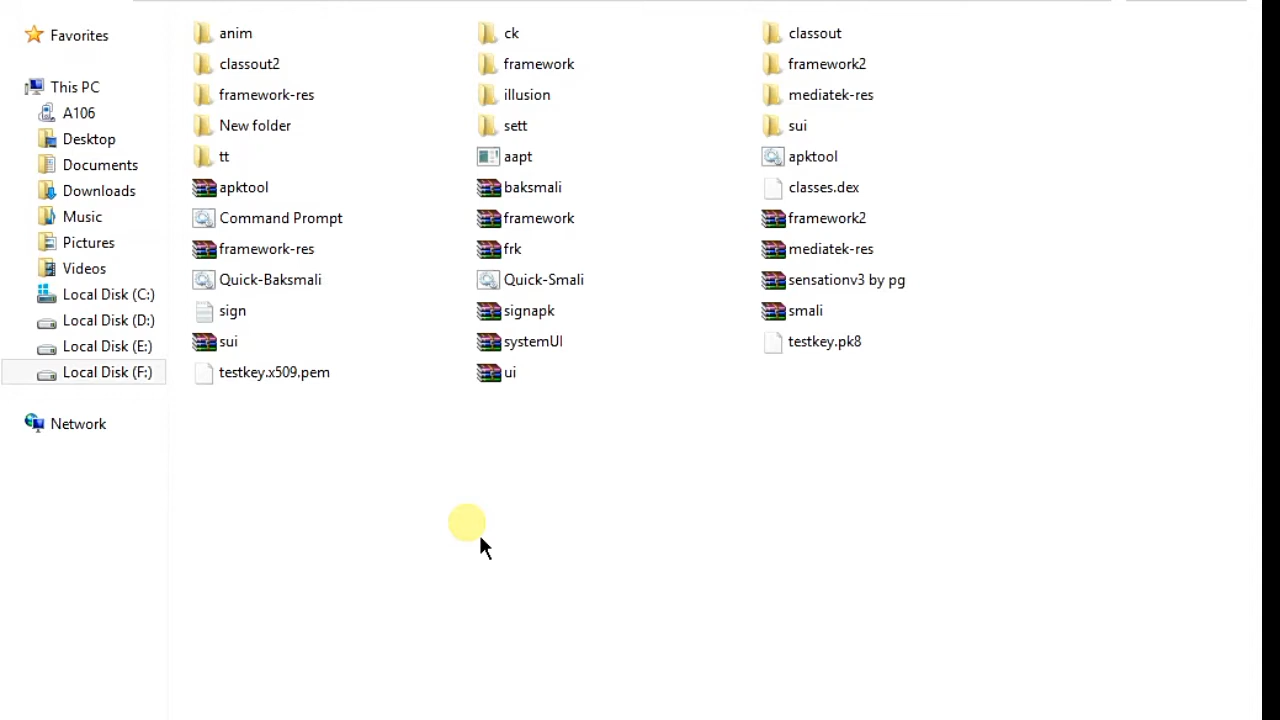 Favorites
This PC
A106
Desktop
Documents
Downloads
Music
Pictures
Videos
Local Disk (C:)
Local Disk (D:)
Local Disk (E:)
Local Disk (F:)
Network
anim
ck
classout
classout2
framework
framework2
framework-res
illusion
mediatek-res
New folder
sett
sui
tt
aapt
apktool
apktool
baksmali
classes.dex
Command Prompt
framework
framework2
framework-res
frk
mediatek-res
Quick-Baksmali
Quick-Smali
sensationv3 by pg
sign
signapk
smali
sui
systemUI
testkey.pk8
testkey.x509.pem
ui